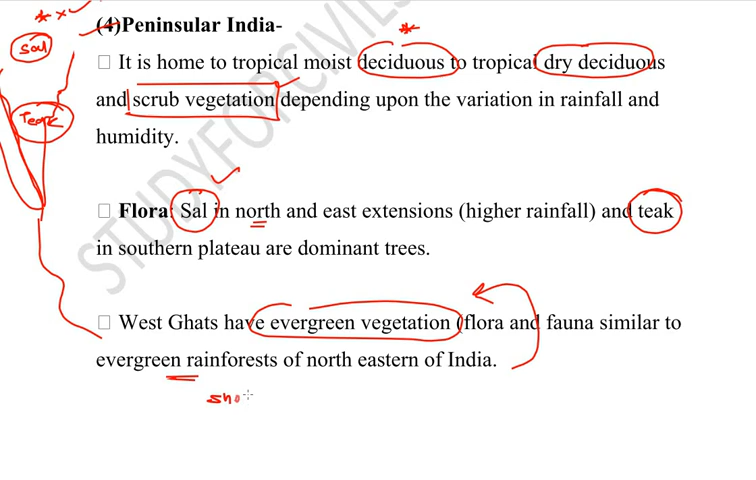 (4)Peninsular India-
Sal
It is home to tropical moist deciduous to tropical dry deciduous
and scrub vegetation depending upon the variation in rainfall and
Teak
humidity.
Flora: Sal in north and east extensions (higher rainfall) and teak
in southern plateau are dominant trees.
West Ghats have evergreen vegetation (flora and fauna similar to
evergreen rainforests of north eastern of India.
sho
STUDYFORCIVIL